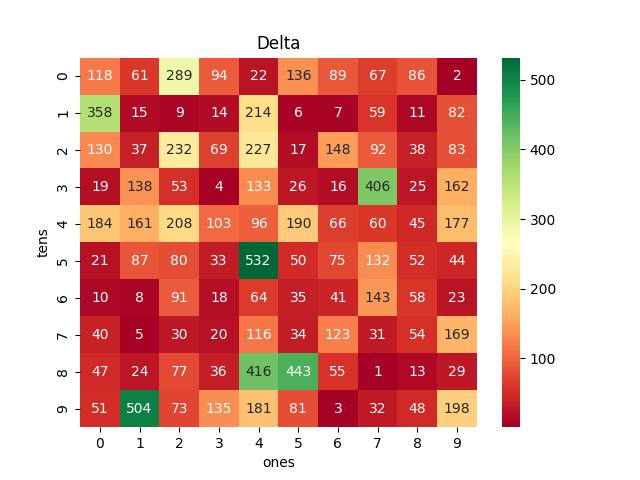 Delta
0 118 61 289 94 22 136 89 67 86 2
1 358 15 9 14 214 6 7 59 11 82
2 130 37 232 69 227 17 148 92 38 83
3 19 138 53 4 133 26 16 406 25 162
4 184 161 208 103 96 190 66 60 45 177
5 21 87 80 33 532 50 75 132 52 44
6 10 8 91 18 64 35 41 143 58 23
7 40 5 30 20 116 34 123 31 54 169
8 47 24 77 36 416 443 55 1 13 29
9 51 504 73 135 181 81 3 32 48 198
0 1 2 3 4 5 6 7 8 9
ones
tens
500
400
300
200
100